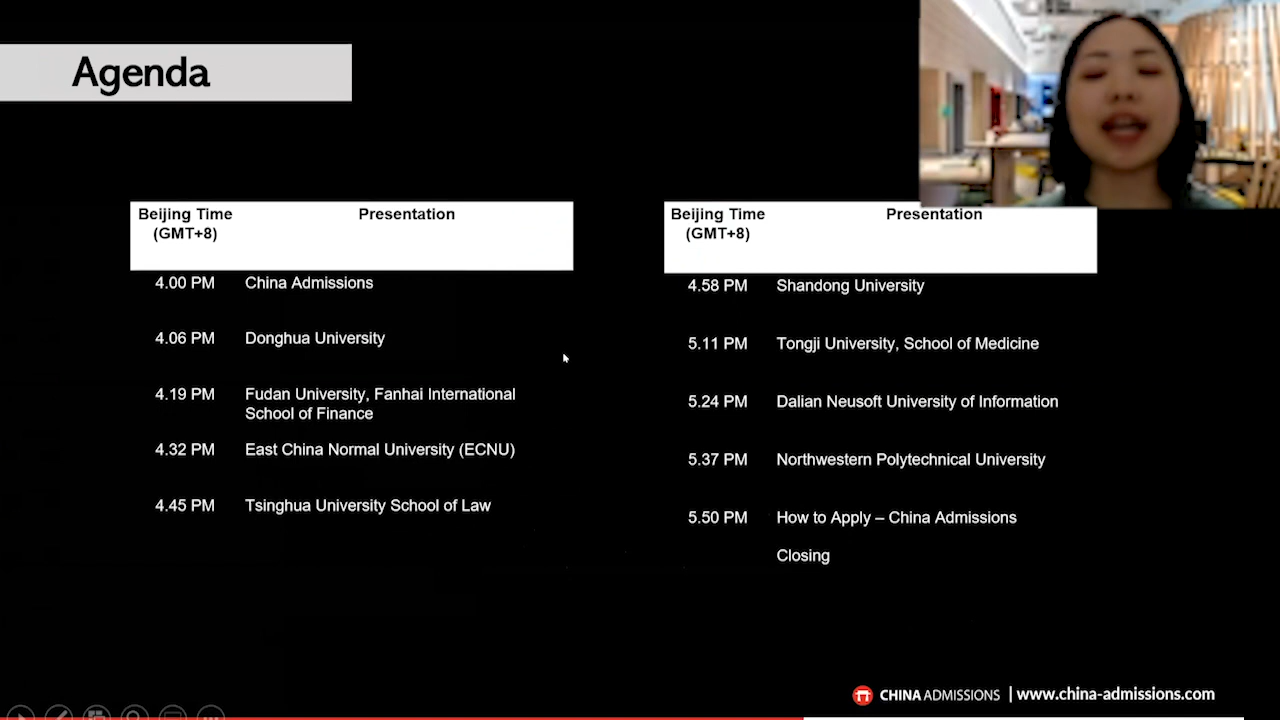 Agenda
Beijing Time
(GMT+8)
Presentation
4.00 PM China Admissions
4.06 PM Donghua University
4.19 PM Fudan University, Fanhai International
School of Finance
4.32 PM East China Normal University (ECNU)
4.45 PM Tsinghua University School of Law
Beijing Time
(GMT+8)
Presentation
4.58 PM Shandong University
5.11 PM Tongji University, School of Medicine
5.24 PM Dalian Neusoft University of Information
5.37 PM Northwestern Polytechnical University
5.50 PM How to Apply – China Admissions
Closing
CHINA ADMISSIONS | www.china-admissions.com